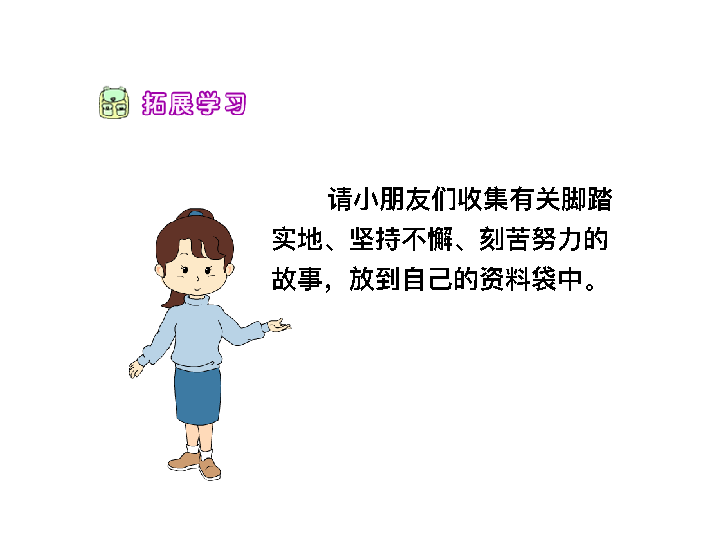 拓展学习
请小朋友们收集有关脚踏
实地、坚持不懈、刻苦努力的
故事，放到自己的资料袋中。